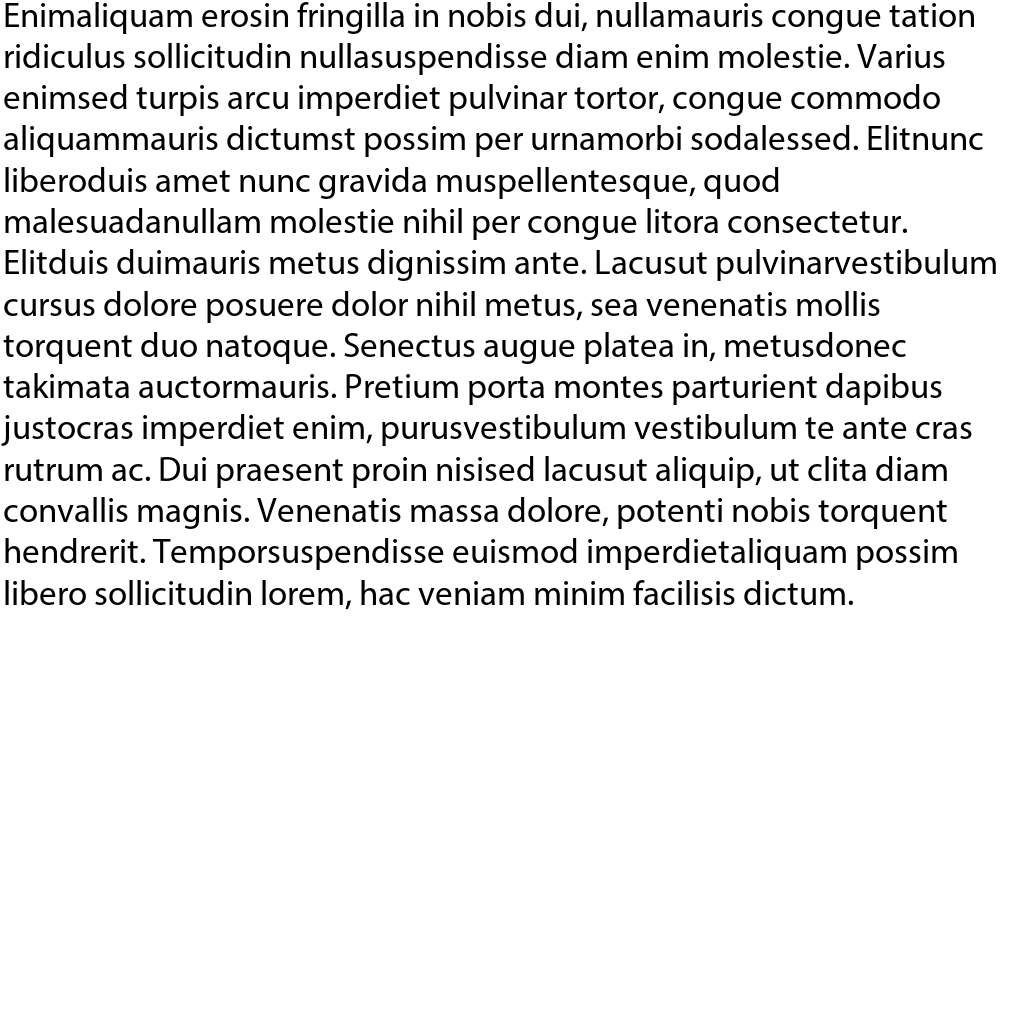 Enimaliquam erosin fringilla in nobis dui, nullamauris congue tation
ridiculus sollicitudin nullasuspendisse diam enim molestie. Varius
enimsed turpis arcu imperdiet pulvinar tortor, congue commodo
aliquammauris dictumst possim per urnamorbi sodalessed. Elitnunc
liberoduis amet nunc gravida muspellentesque, quod
malesuadanullam molestie nihil per congue litora consectetur.
Elitduis duimauris metus dignissim ante. Lacusut pulvinarvestibulum
cursus dolore posuere dolor nihil metus, sea venenatis mollis
torquent duo natoque. Senectus augue platea in, metusdonec
takimata auctormauris. Pretium porta montes parturient dapibus
justocras imperdiet enim, purusvestibulum vestibulum te ante cras
rutrum ac. Dui praesent proin nisised lacusut aliquip, ut clita diam
convallis magnis. Venenatis massa dolore, potenti nobis torquent
hendrerit. Temporsuspendisse euismod imperdietaliquam possim
libero sollicitudin lorem, hac veniam minim facilisis dictum.